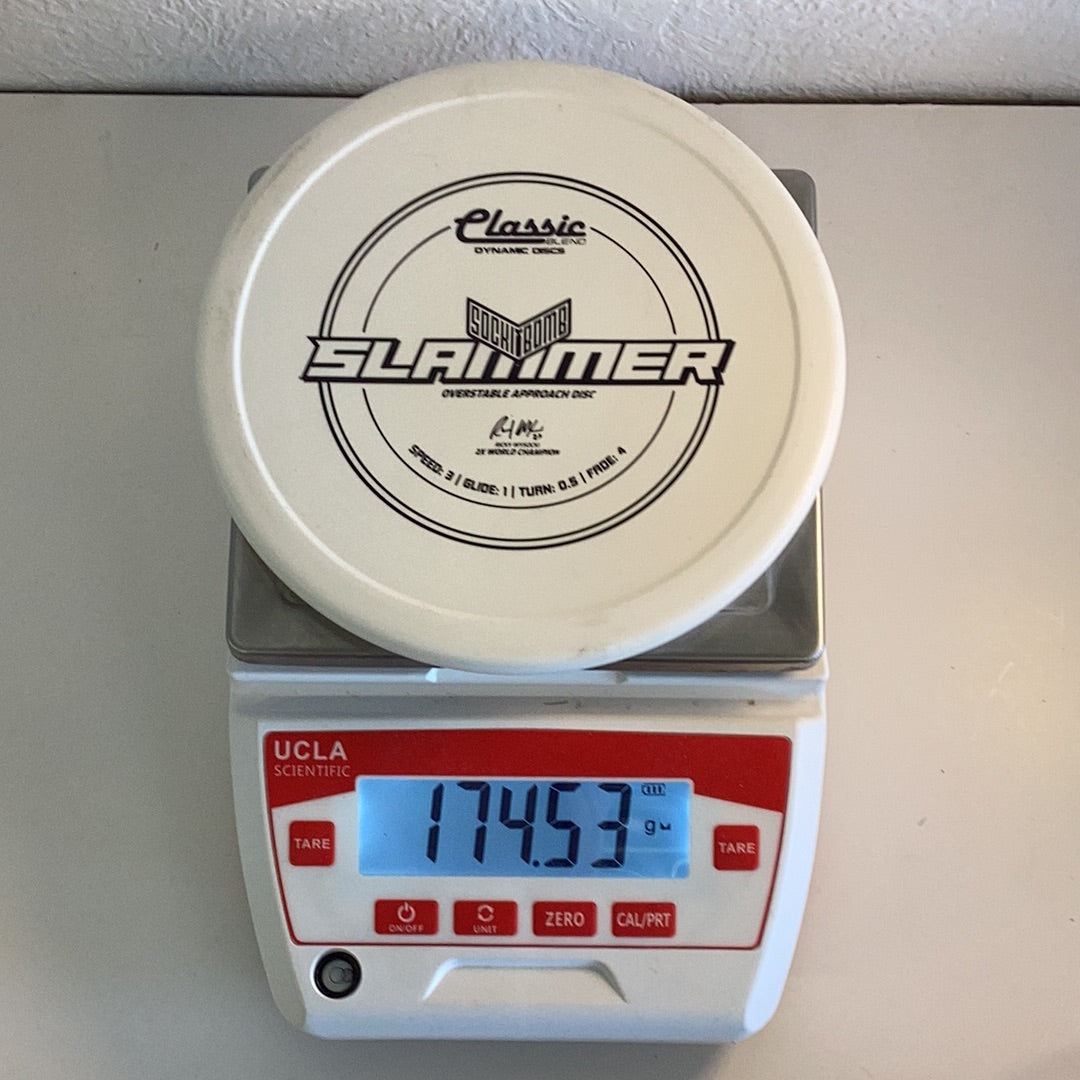 Classic
BLEND
DYNAMIC DISCS
SOCKIBOMB
SLAMMER
OVERSTABLE APPROACH DISC
2X WORLD CHAMPION
SPEED: 3 | GLIDE: 1 | TURN: 0.5 | FADE: 4
UCLA
SCIENTIFIC
174.53
g
TARE
TARE
ON/OFF
UNIT
ZERO
CAL/PRT